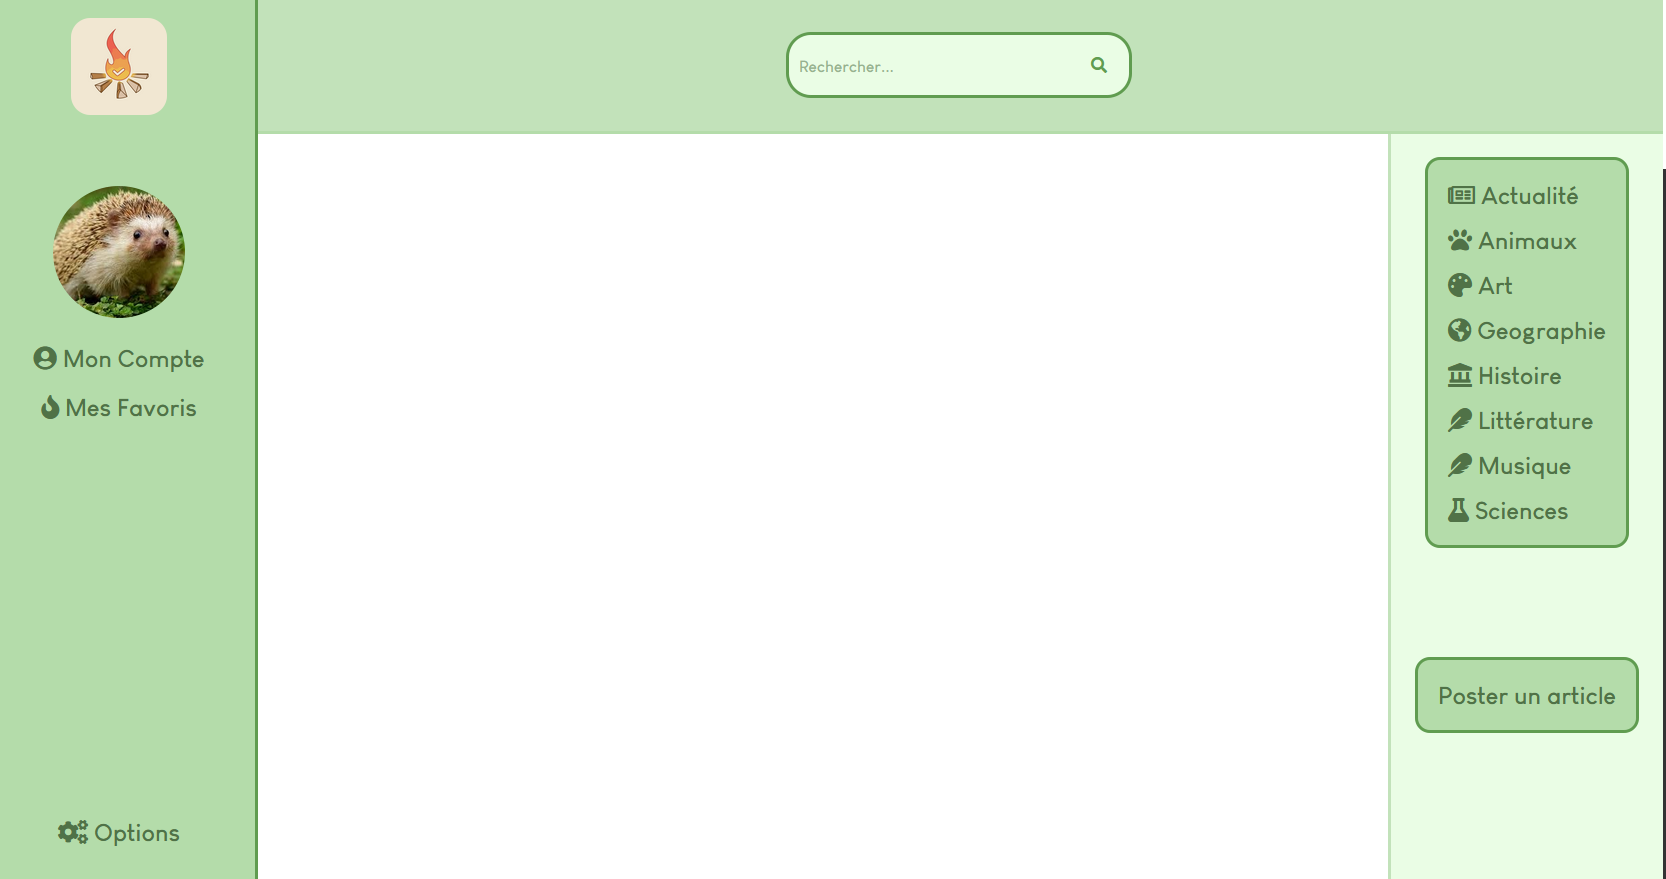 Rechercher...
Mon Compte
Mes Favoris
Options
Actualité
Animaux
Art
Geographie
Histoire
Littérature
Musique
Sciences
Poster un article